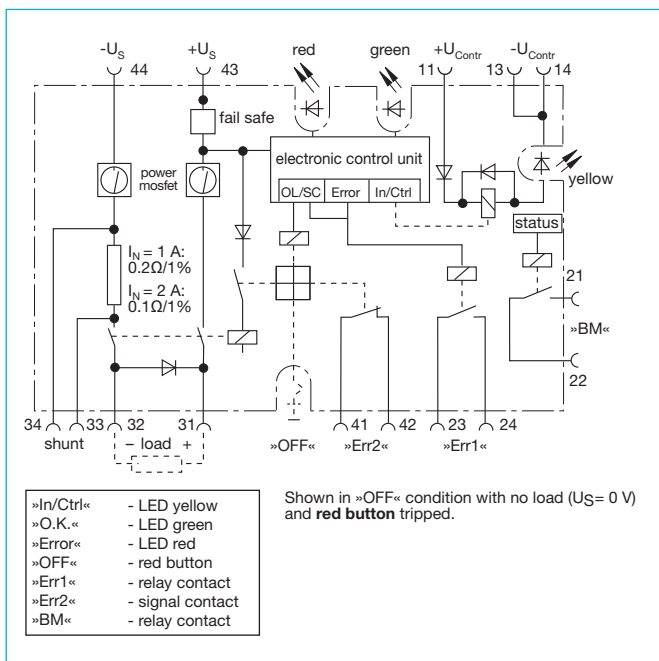 -US
+US
red
green
+UContr
-UContr
44
43
11
13
14
fail safe
electronic control unit
power
mosfet
yellow
OL/SC
Error
In/Ctrl
status
IN = 1 A:
0.2Ω/1%
IN = 2 A:
0.1Ω/1%
21
»BM«
22
34
33
32
31
41
42
23
24
shunt
– load +
»OFF«
»Err2«
»Err1«
»In/Ctrl« - LED yellow
»O.K.« - LED green
»Error« - LED red
»OFF« - red button
»Err1« - relay contact
»Err2« - signal contact
»BM« - relay contact
Shown in »OFF« condition with no load (US= 0 V)
and red button tripped.